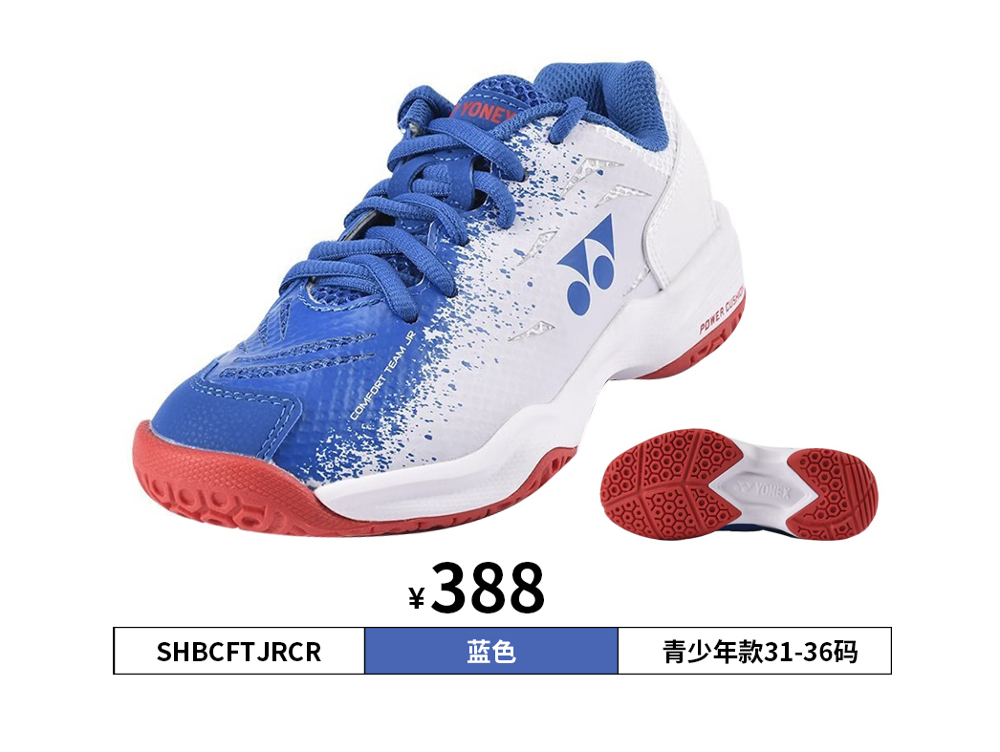 YONEX
COMFORT TEAM JR
POWER CUSHION
YONEX
¥388
SHBCFTJRCR
蓝色
青少年款31-36码